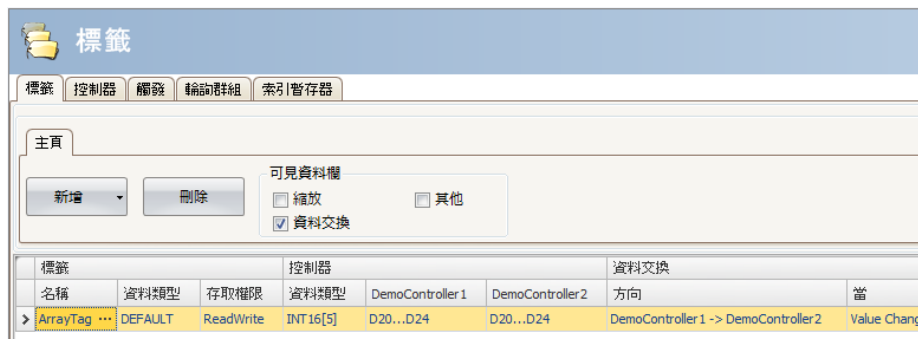 標籤
標籤 控制器 觸發 輪詢群組 索引暫存器
主頁
新增 刪除 可見資料欄
縮放 其他
資料交換
標籤 控制器 資料交換
名稱 資料類型 存取權限 資料類型 DemoController1 DemoController2 方向 當
ArrayTag ... DEFAULT ReadWrite INT16[5] D20...D24 D20...D24 DemoController1 -> DemoController2 Value Chang